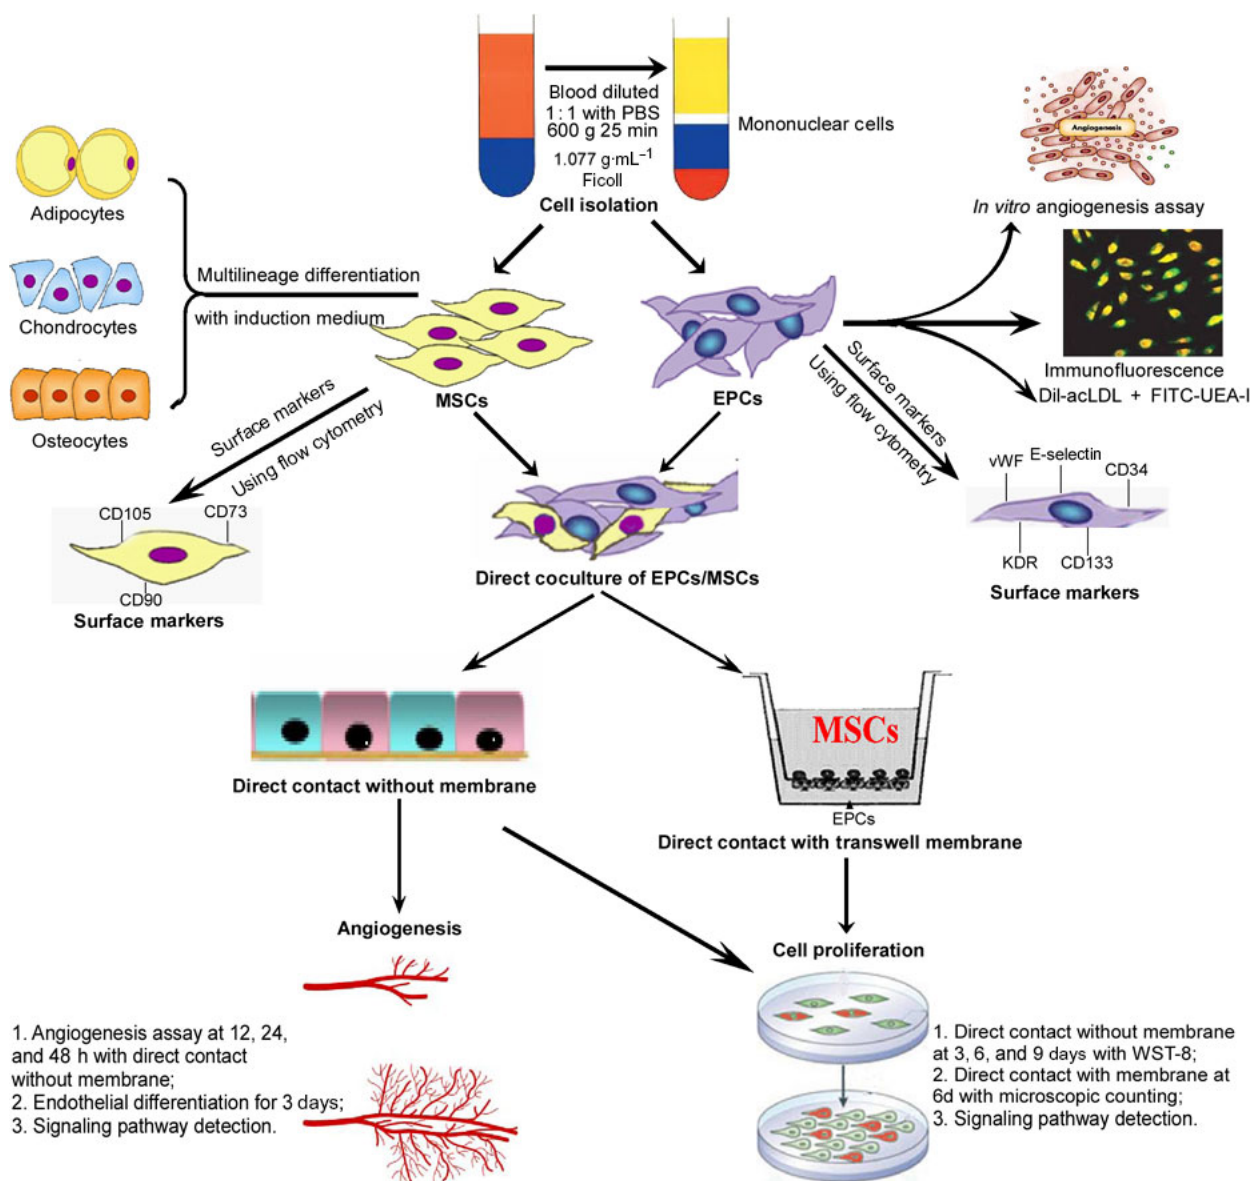 Blood diluted
1 : 1 with PBS
600 g 25 min
1.077 g·mL⁻¹
Ficoll
Cell isolation
Mononuclear cells
Angiogenesis
In vitro angiogenesis assay
Adipocytes
Chondrocytes
Osteocytes
Multilineage differentiation
with induction medium
MSCs
EPCs
Immunofluorescence
Dil-acLDL + FITC-UEA-I
Surface markers
Using flow cytometry
Surface markers
Using flow cytometry
CD105
CD73
CD90
Surface markers
vWF
E-selectin
CD34
KDR
CD133
Surface markers
Direct coculture of EPCs/MSCs
Direct contact without membrane
MSCs
EPCs
Direct contact with transwell membrane
Angiogenesis
1. Angiogenesis assay at 12, 24,
and 48 h with direct contact
without membrane;
2. Endothelial differentiation for 3 days;
3. Signaling pathway detection.
Cell proliferation
1. Direct contact without membrane
at 3, 6, and 9 days with WST-8;
2. Direct contact with membrane at
6d with microscopic counting;
3. Signaling pathway detection.